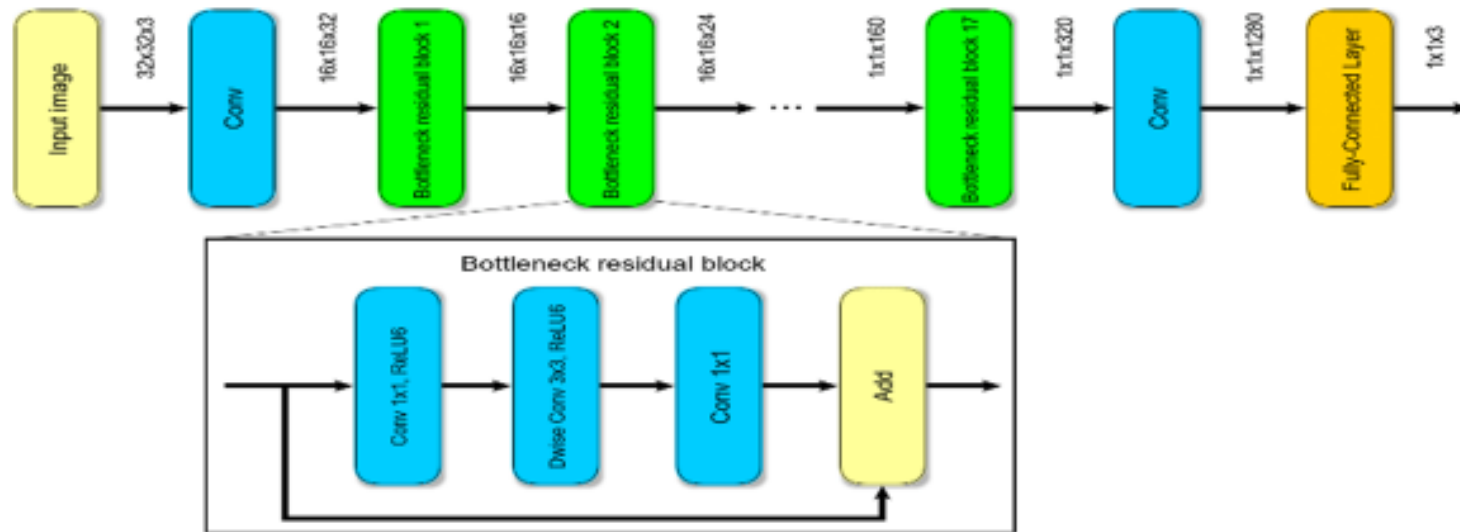 Input image
32x32x3
Conv
16x16x32
Bottleneck residual block 1
16x16x16
Bottleneck residual block 2
16x16x24
...
1x1x160
Bottleneck residual block 17
1x1x320
Conv
1x1x1280
Fully-Connected Layer
1x1x3
Bottleneck residual block
Conv 1x1, ReLU6
Dwise Conv 3x3, ReLU6
Conv 1x1
Add